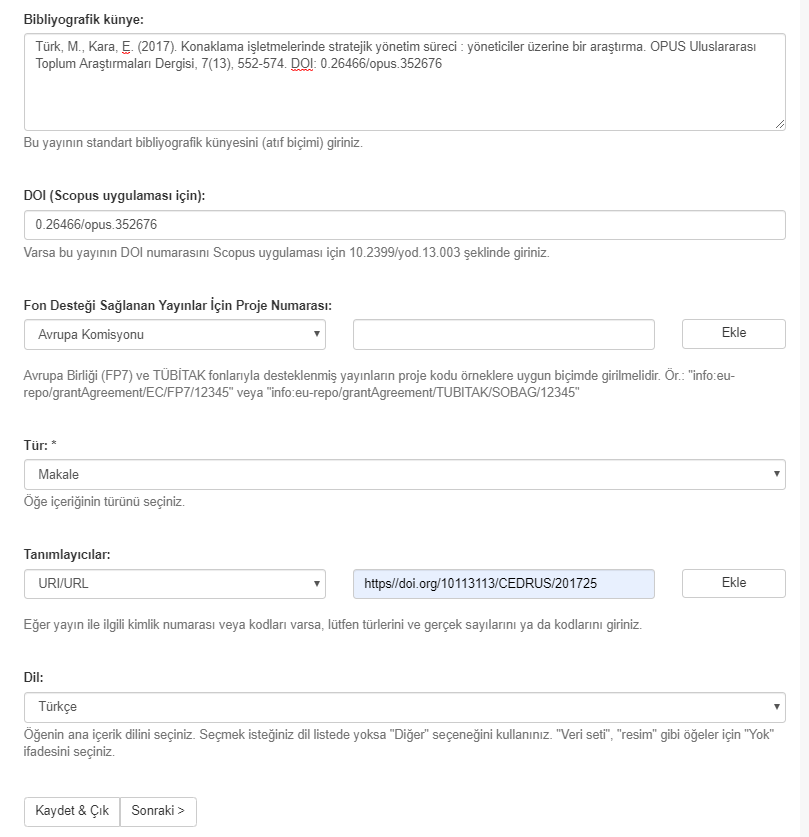 Bibliyografik künye:
Türk, M., Kara, E. (2017). Konaklama işletmelerinde stratejik yönetim süreci : yöneticiler üzerine bir araştırma. OPUS Uluslararası
Toplum Araştırmaları Dergisi, 7(13), 552-574. DOI: 0.26466/opus.352676
Bu yayının standart bibliyografik künyesini (atıf biçimi) giriniz.
DOI (Scopus uygulaması için):
0.26466/opus.352676
Varsa bu yayının DOI numarasını Scopus uygulaması için 10.2399/yod.13.003 şeklinde giriniz.
Fon Desteği Sağlanan Yayınlar İçin Proje Numarası:
Avrupa Komisyonu
Ekle
Avrupa Birliği (FP7) ve TÜBİTAK fonlarıyla desteklenmiş yayınların proje kodu örneklere uygun biçimde girilmelidir. Ör.: "info:eu-
repo/grantAgreement/EC/FP7/12345" veya "info:eu-repo/grantAgreement/TUBITAK/SOBAG/12345"
Tür: *
Makale
Öğe içeriğinin türünü seçiniz.
Tanımlayıcılar:
URI/URL https//doi.org/10113113/CEDRUS/201725 Ekle
Eğer yayın ile ilgili kimlik numarası veya kodları varsa, lütfen türlerini ve gerçek sayılarını ya da kodlarını giriniz.
Dil:
Türkçe
Öğenin ana içerik dilini seçiniz. Seçmek isteğiniz dil listede yoksa "Diğer" seçeneğini kullanınız. "Veri seti", "resim" gibi öğeler için "Yok"
ifadesini seçiniz.
Kaydet & Çık Sonraki >